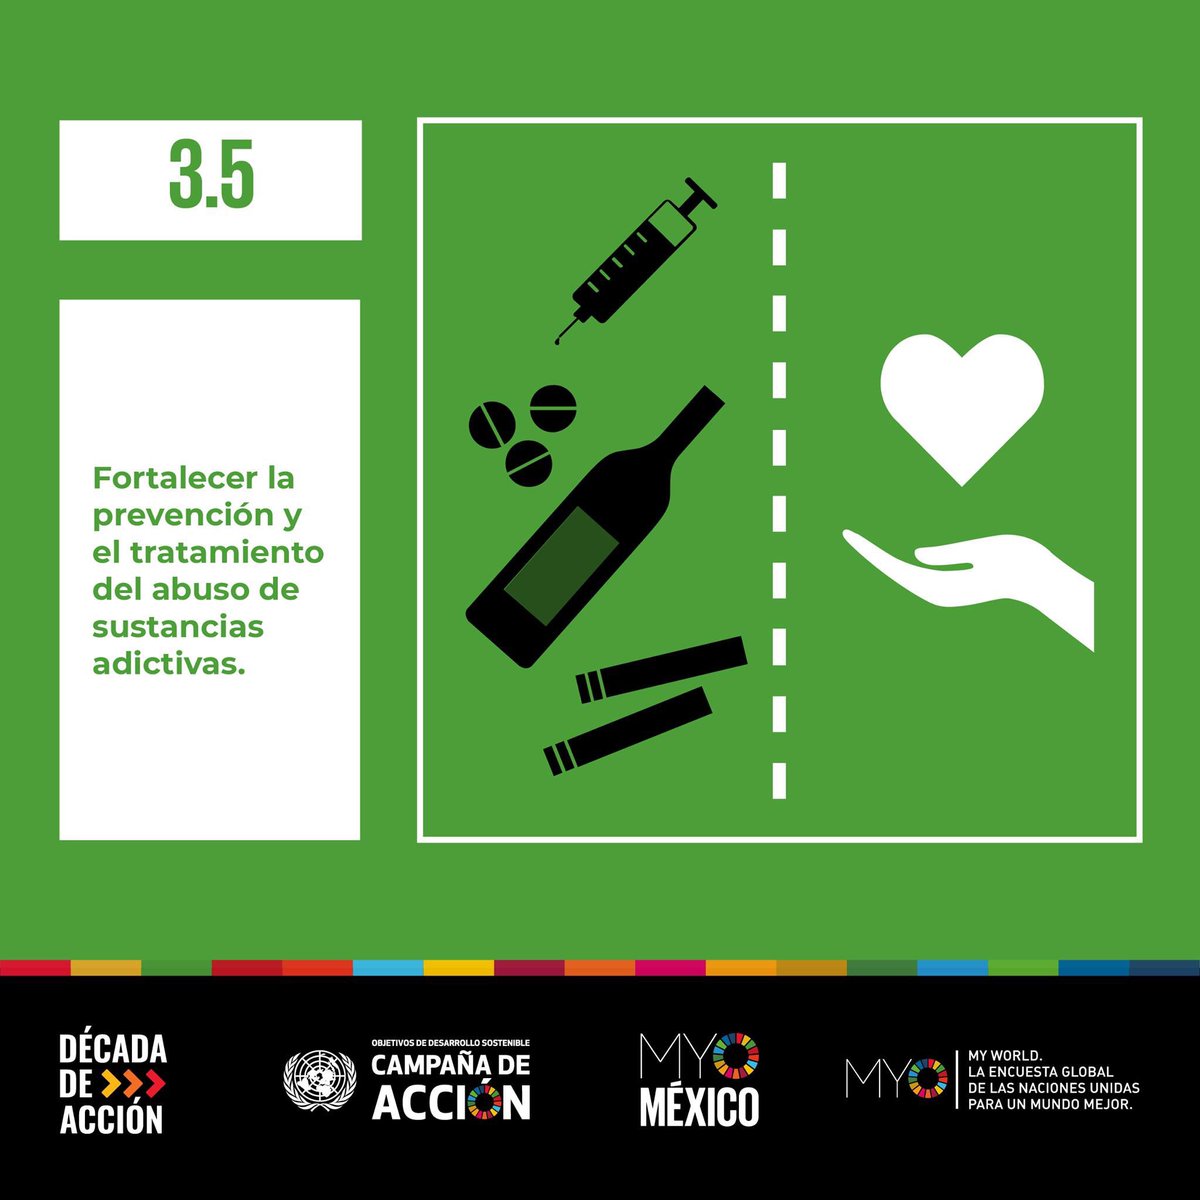 3.5
Fortalecer la
prevención y
el tratamiento
del abuso de
sustancias
adictivas.
DÉCADA
DE
ACCIÓN
OBJETIVOS DE DESARROLLO SOSTENIBLE
CAMPAÑA DE
ACCIÓN
MYO
MÉXICO
MYO
MY WORLD.
LA ENCUESTA GLOBAL
DE LAS NACIONES UNIDAS
PARA UN MUNDO MEJOR.